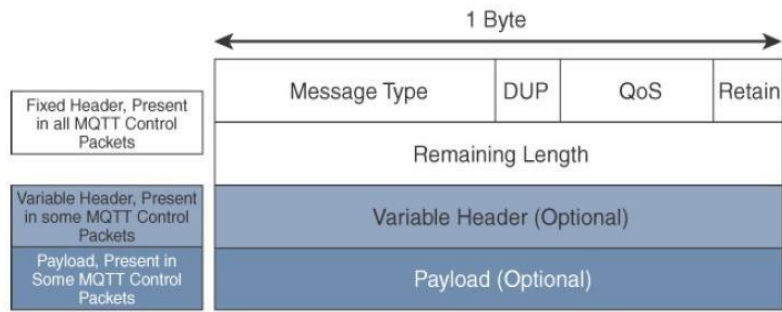 1 Byte
Message Type DUP QoS Retain
Fixed Header, Present
in all MQTT Control
Packets
Remaining Length
Variable Header, Present
in some MQTT Control
Packets
Variable Header (Optional)
Payload, Present in
Some MQTT Control
Packets
Payload (Optional)